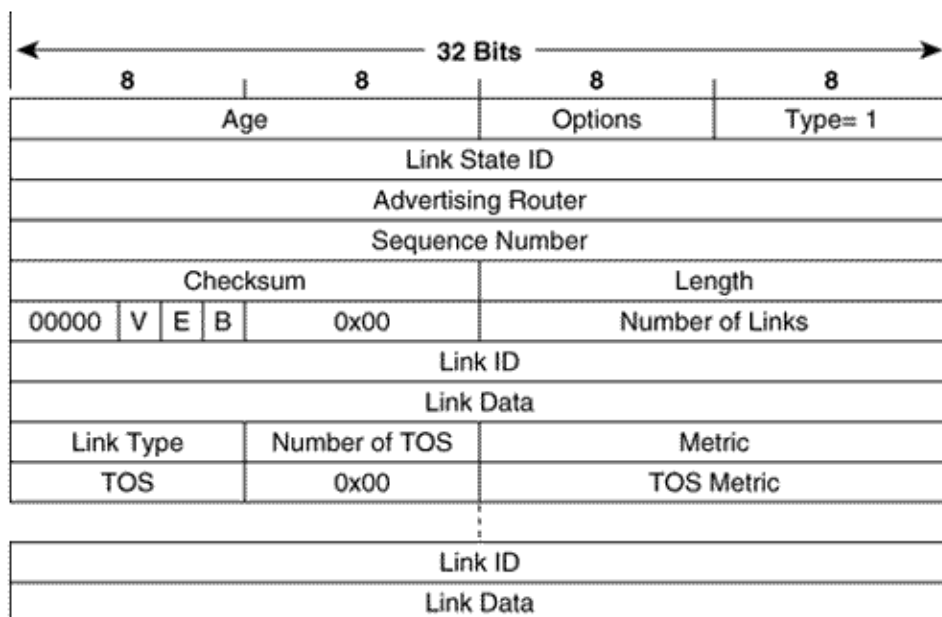 32 Bits
8 8 8 8
Age Options Type= 1
Link State ID
Advertising Router
Sequence Number
Checksum Length
00000 V E B 0x00 Number of Links
Link ID
Link Data
Link Type Number of TOS Metric
TOS 0x00 TOS Metric
Link ID
Link Data